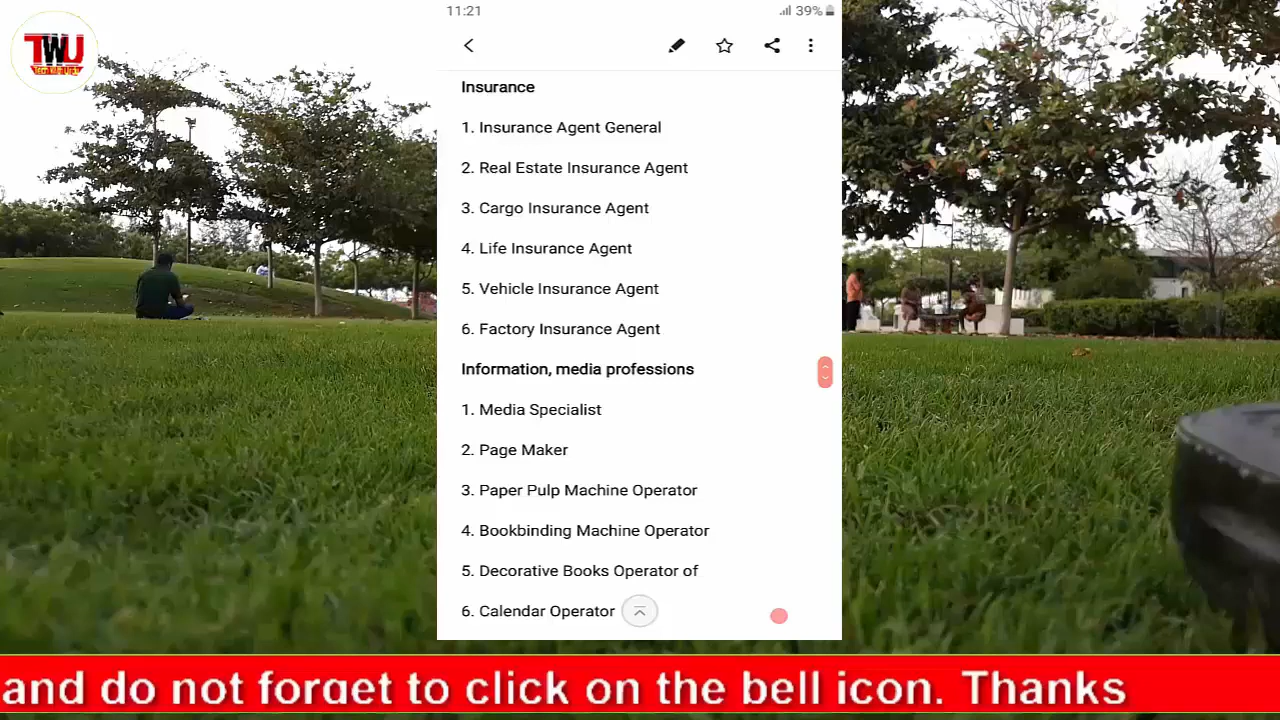 11:21
39%
TWU
Tech With Urdu
Insurance
1. Insurance Agent General
2. Real Estate Insurance Agent
3. Cargo Insurance Agent
4. Life Insurance Agent
5. Vehicle Insurance Agent
6. Factory Insurance Agent
Information, media professions
1. Media Specialist
2. Page Maker
3. Paper Pulp Machine Operator
4. Bookbinding Machine Operator
5. Decorative Books Operator of
6. Calendar Operator
and do not forget to click on the bell icon. Thanks